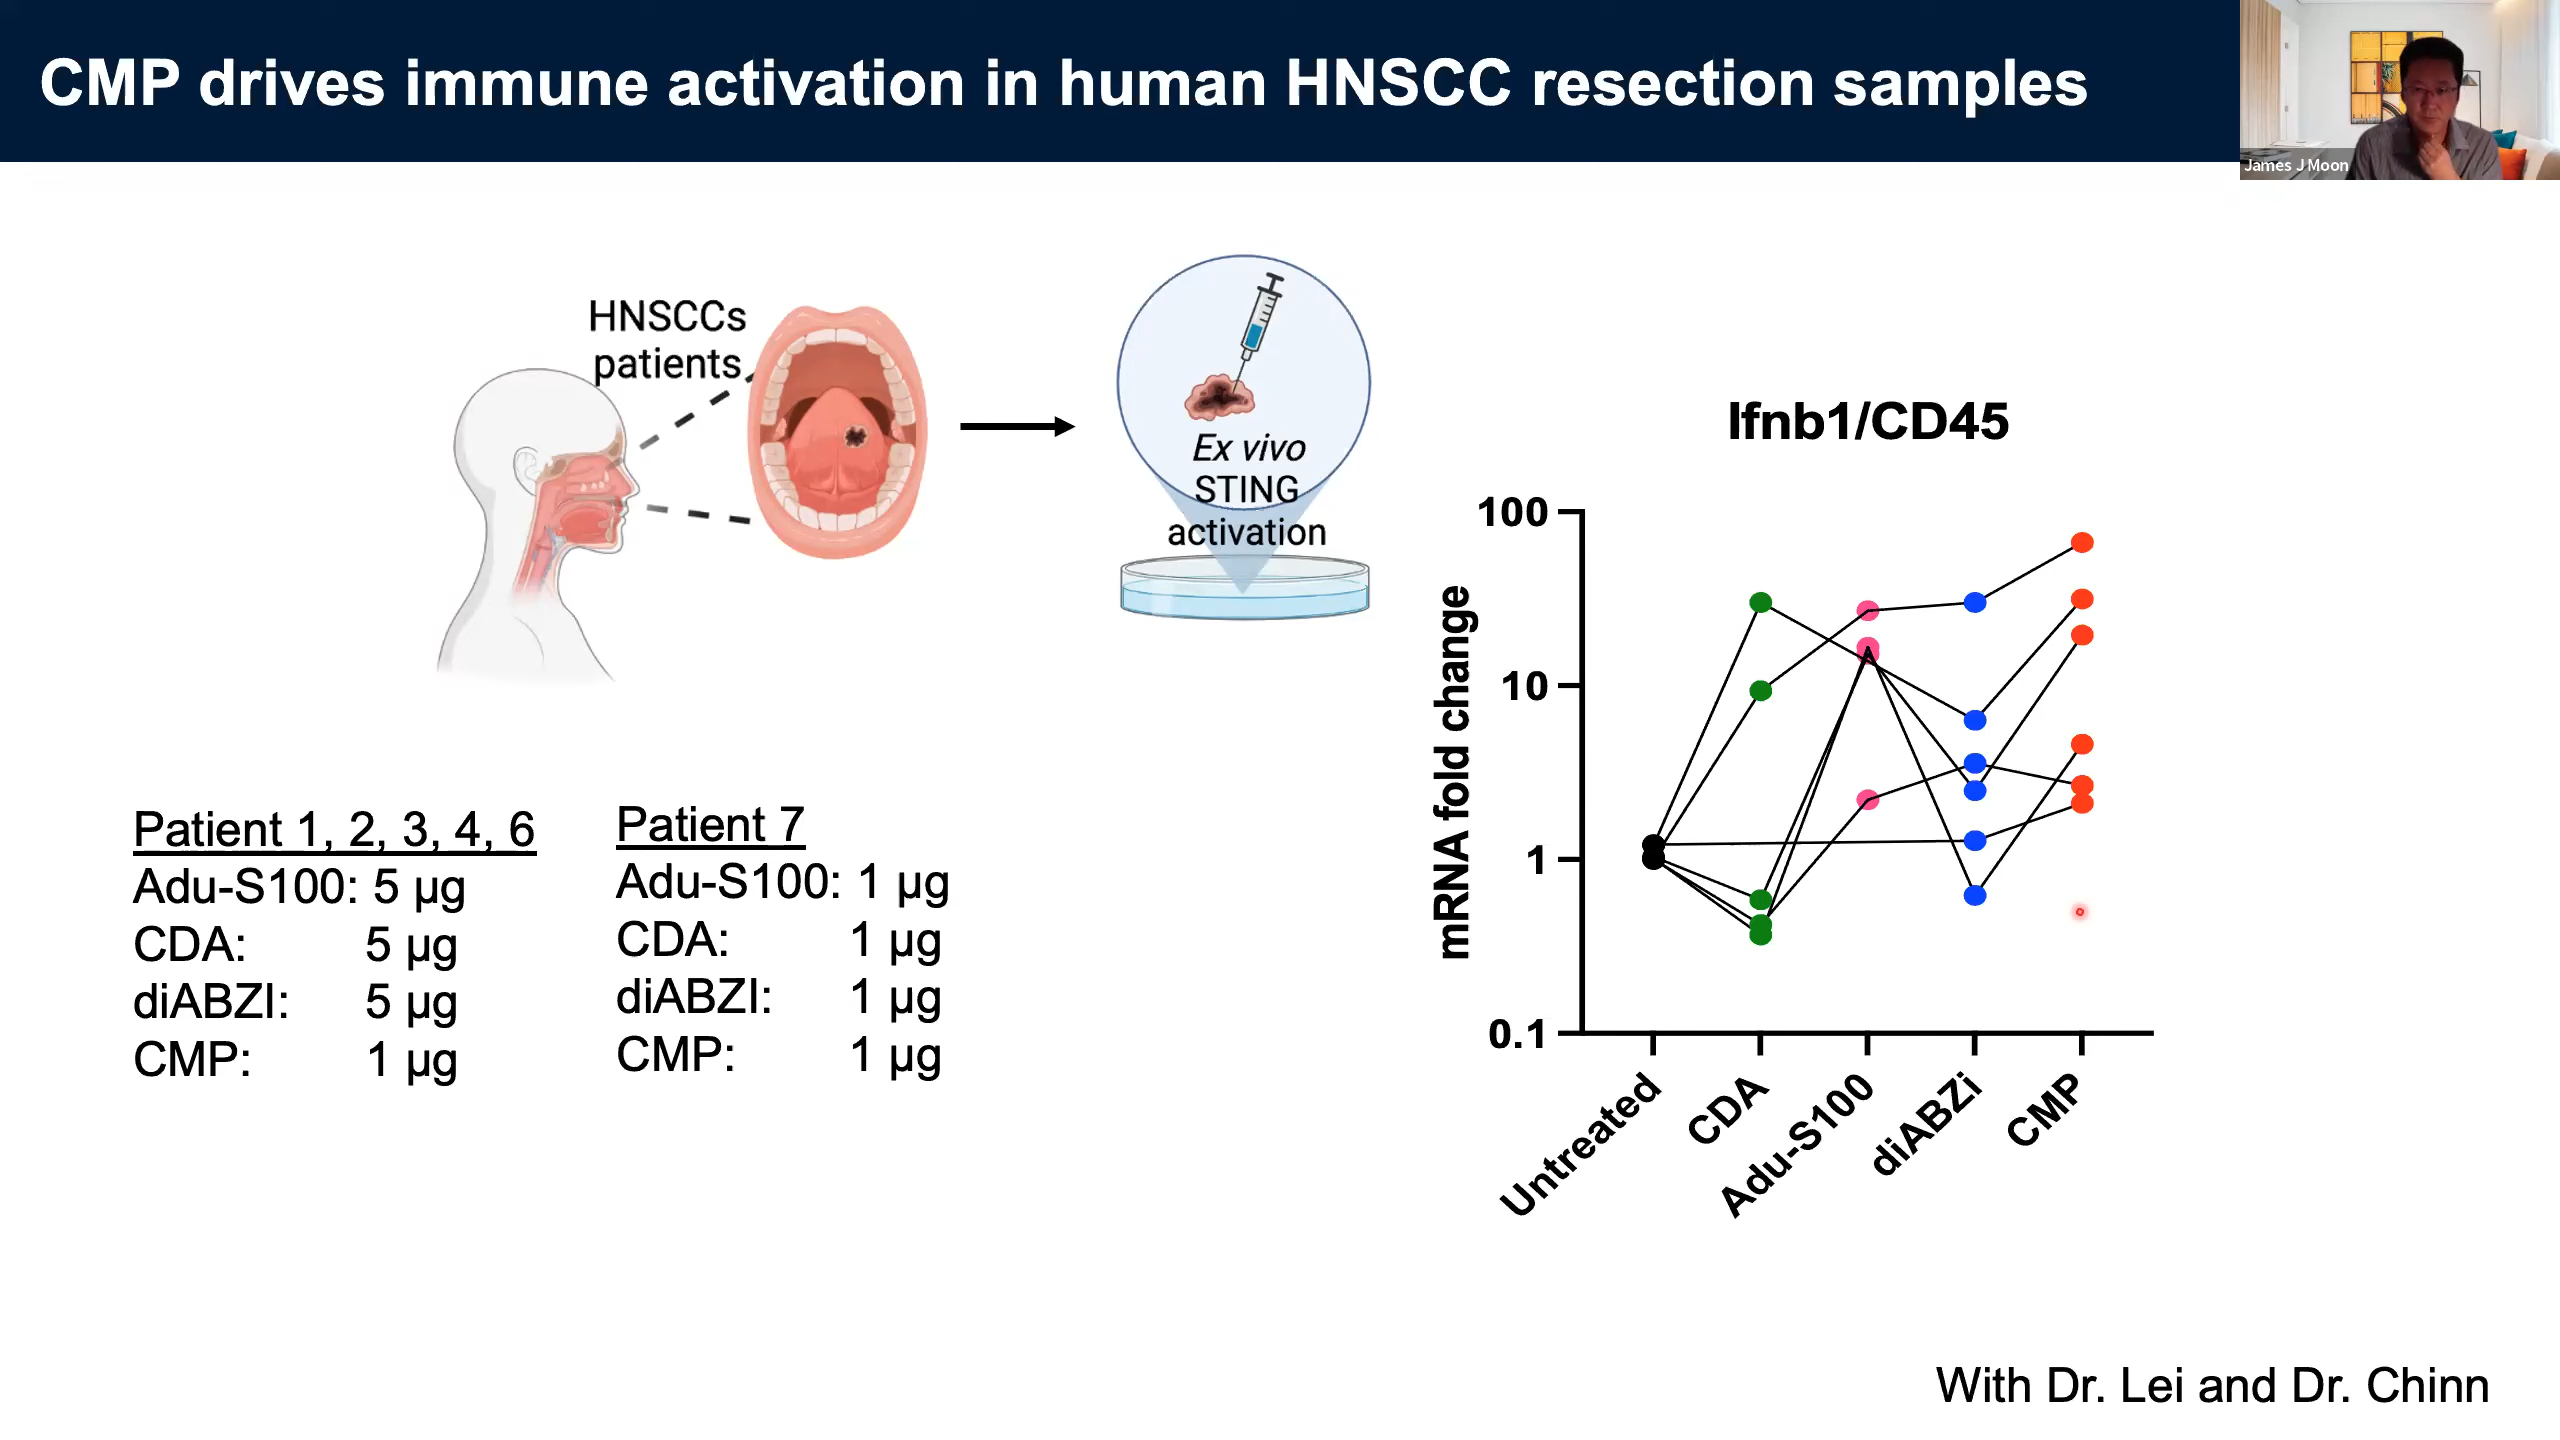 CMP drives immune activation in human HNSCC resection samples
James J Moon
HNSCCs
patients
Ex vivo
STING
activation
Patient 1, 2, 3, 4, 6
Adu-S100: 5 µg
CDA: 5 µg
diABZI: 5 µg
CMP: 1 µg
Patient 7
Adu-S100: 1 µg
CDA: 1 µg
diABZI: 1 µg
CMP: 1 µg
Ifnb1/CD45
mRNA fold change
100
10
1
0.1
Untreated
CDA
Adu-S100
diABZi
CMP
With Dr. Lei and Dr. Chinn